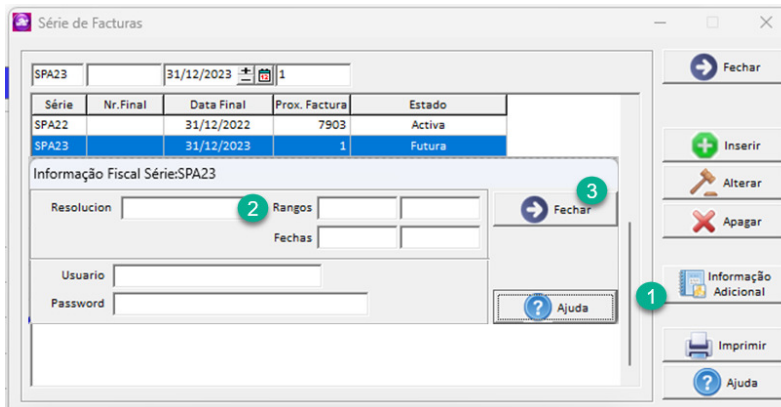 Série de Facturas
SPA23 31/12/2023 1
Fechar
Série Nr.Final Data Final Prox. Factura Estado
SPA22 31/12/2022 7903 Activa
SPA23 31/12/2023 1 Futura
Inserir
Informação Fiscal Série:SPA23
Alterar
Resolucion 2 Rangos
3 Fechar
Apagar
Fechas
Usuario
1 Informação
Adicional
Password
Ajuda
Imprimir
Ajuda